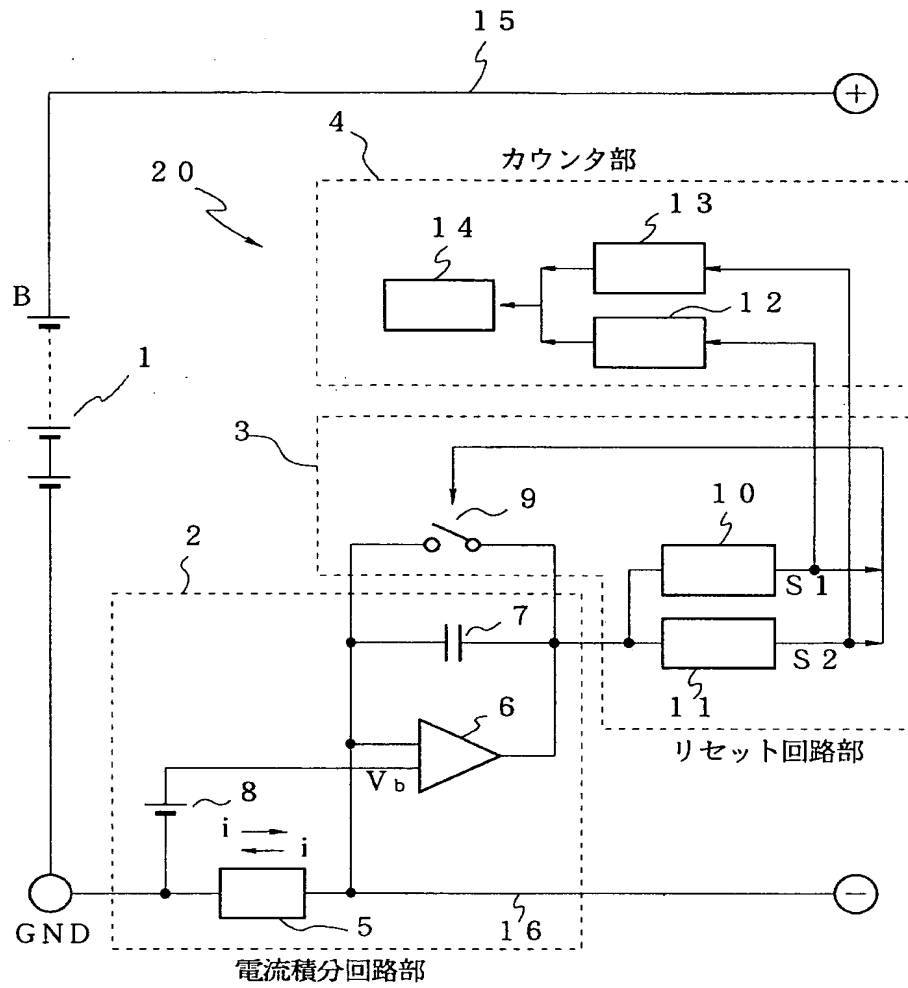 １５
＋
４
カウンタ部
２０
１３
１４
B
１２
１
３
１０
９
２
S１
７
S２
６
１１
リセット回路部
Vb
８
i
i
GND
５
１６
−
電流積分回路部